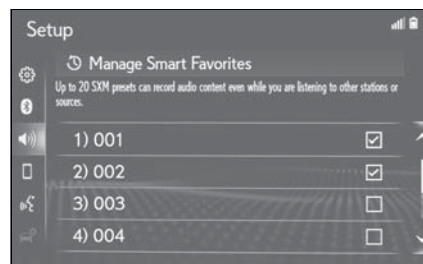 Setup
Manage Smart Favorites
Up to 20 SXM presets can record audio content even while you are listening to other stations or
sources.
1) 001
2) 002
3) 003
4) 004